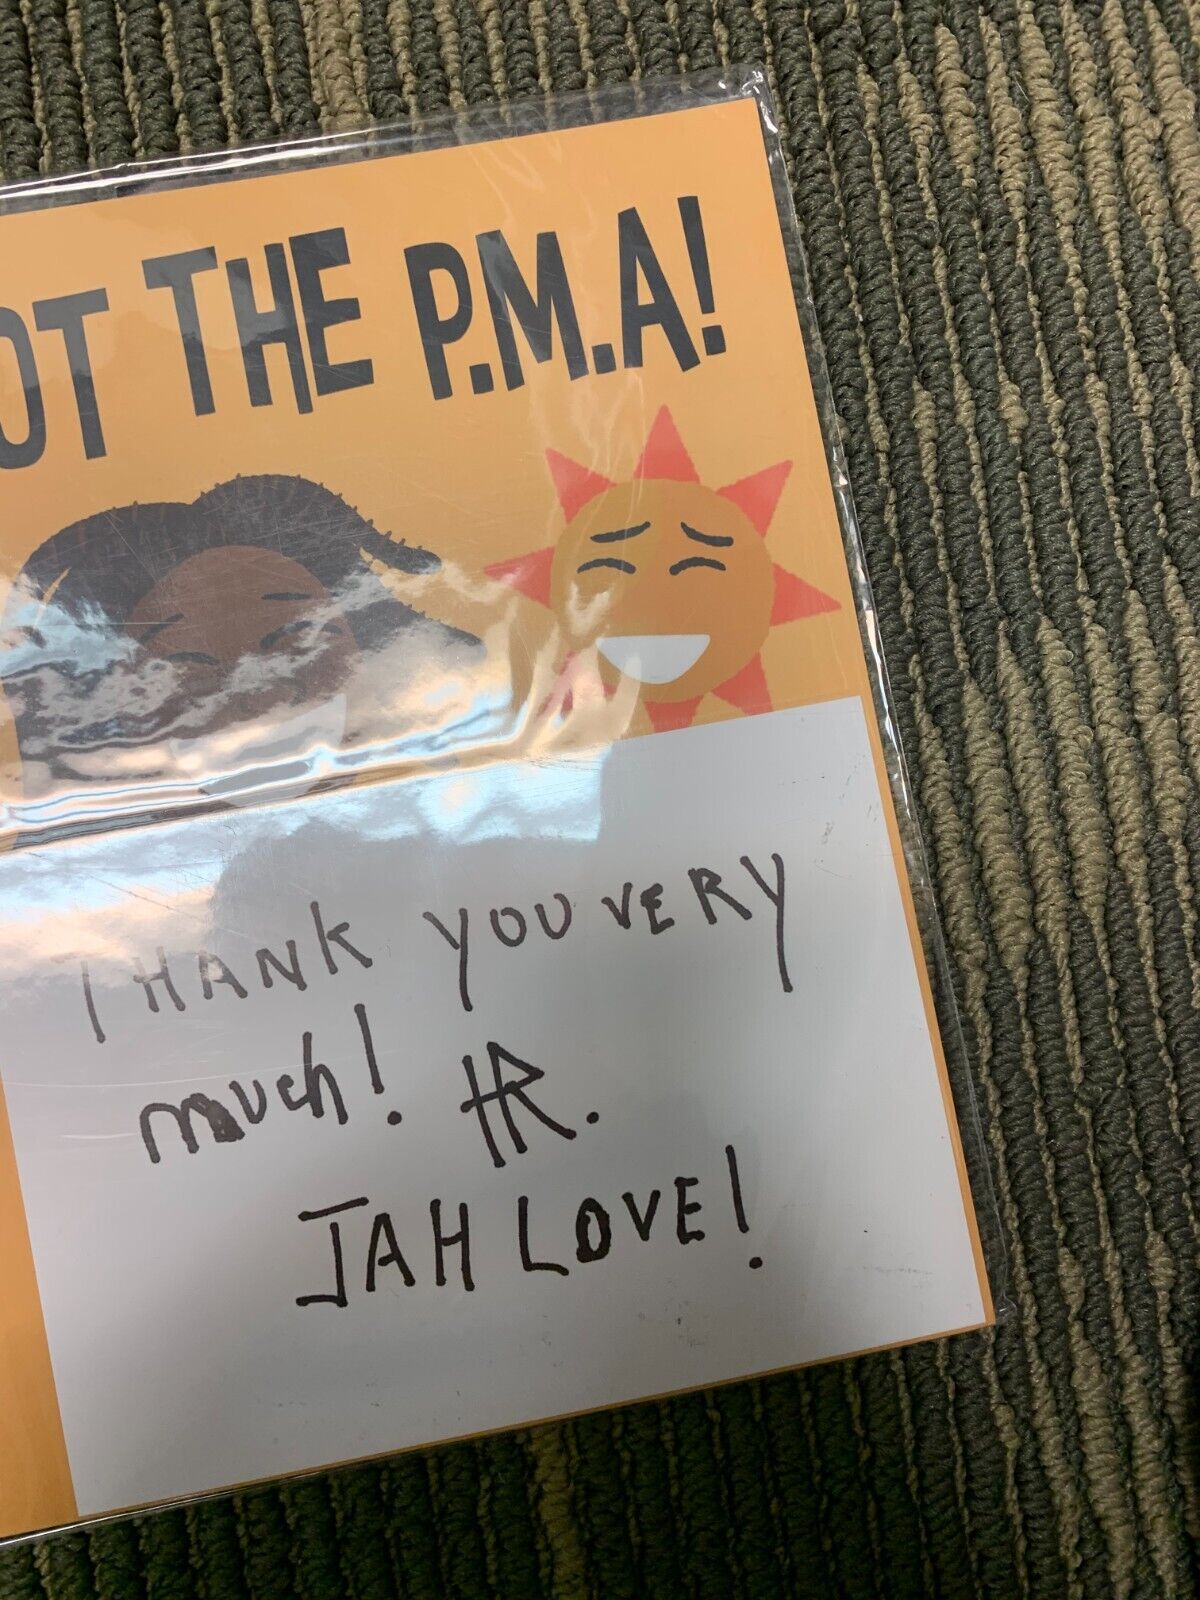 OT THE P.M.A!
THANK YOU VERY
much! HR.
JAH LOVE!